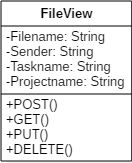 FileView
-Filename: String
-Sender: String
-Taskname: String
-Projectname: String
+POST()
+GET()
+PUT()
+DELETE()